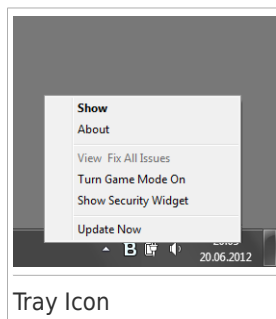 Show
About
View Fix All Issues
Turn Game Mode On
Show Security Widget
Update Now
B
20.06.2012
Tray Icon